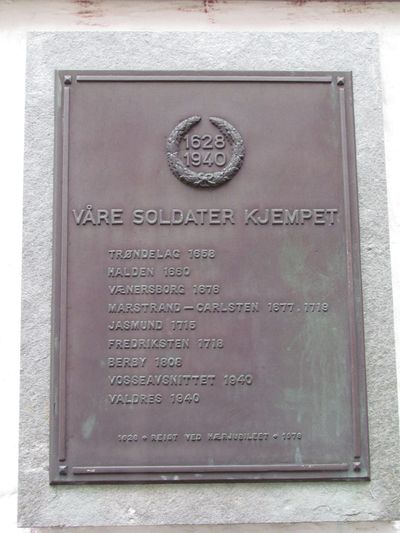 1628
1940
VÅRE SOLDATER KJEMPET
TRØNDELAG 1658
HALDEN 1660
VÆNERSBORG 1676
MARSTRAND – CARLSTEN 1677. 1719
JASMUND 1715
FREDRIKSTEN 1718
BERBY 1808
VOSSEAVSNITTET 1940
VALDRES 1940
1628 • REIST VED HÆRJUBILEET • 1978